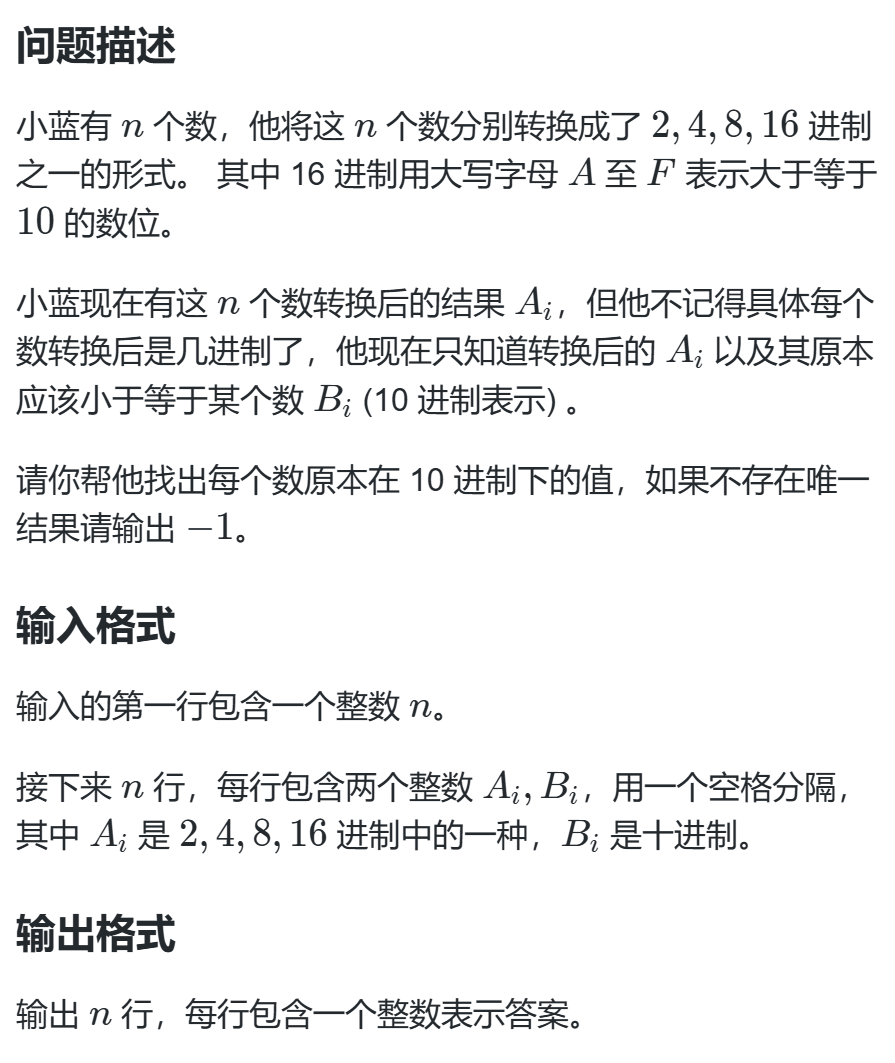 问题描述
小蓝有 n 个数，他将这 n 个数分别转换成了 2, 4, 8, 16 进制
之一的形式。 其中 16 进制用大写字母 A 至 F 表示大于等于
10 的数位。
小蓝现在有这 n 个数转换后的结果 A_i，但他不记得具体每个
数转换后是几进制了，他现在只知道转换后的 A_i 以及其原本
应该小于等于某个数 B_i (10 进制表示) 。
请你帮他找出每个数原本在 10 进制下的值，如果不存在唯一
结果请输出 −1。
输入格式
输入的第一行包含一个整数 n。
接下来 n 行，每行包含两个整数 A_i, B_i，用一个空格分隔，
其中 A_i 是 2, 4, 8, 16 进制中的一种，B_i 是十进制。
输出格式
输出 n 行，每行包含一个整数表示答案。